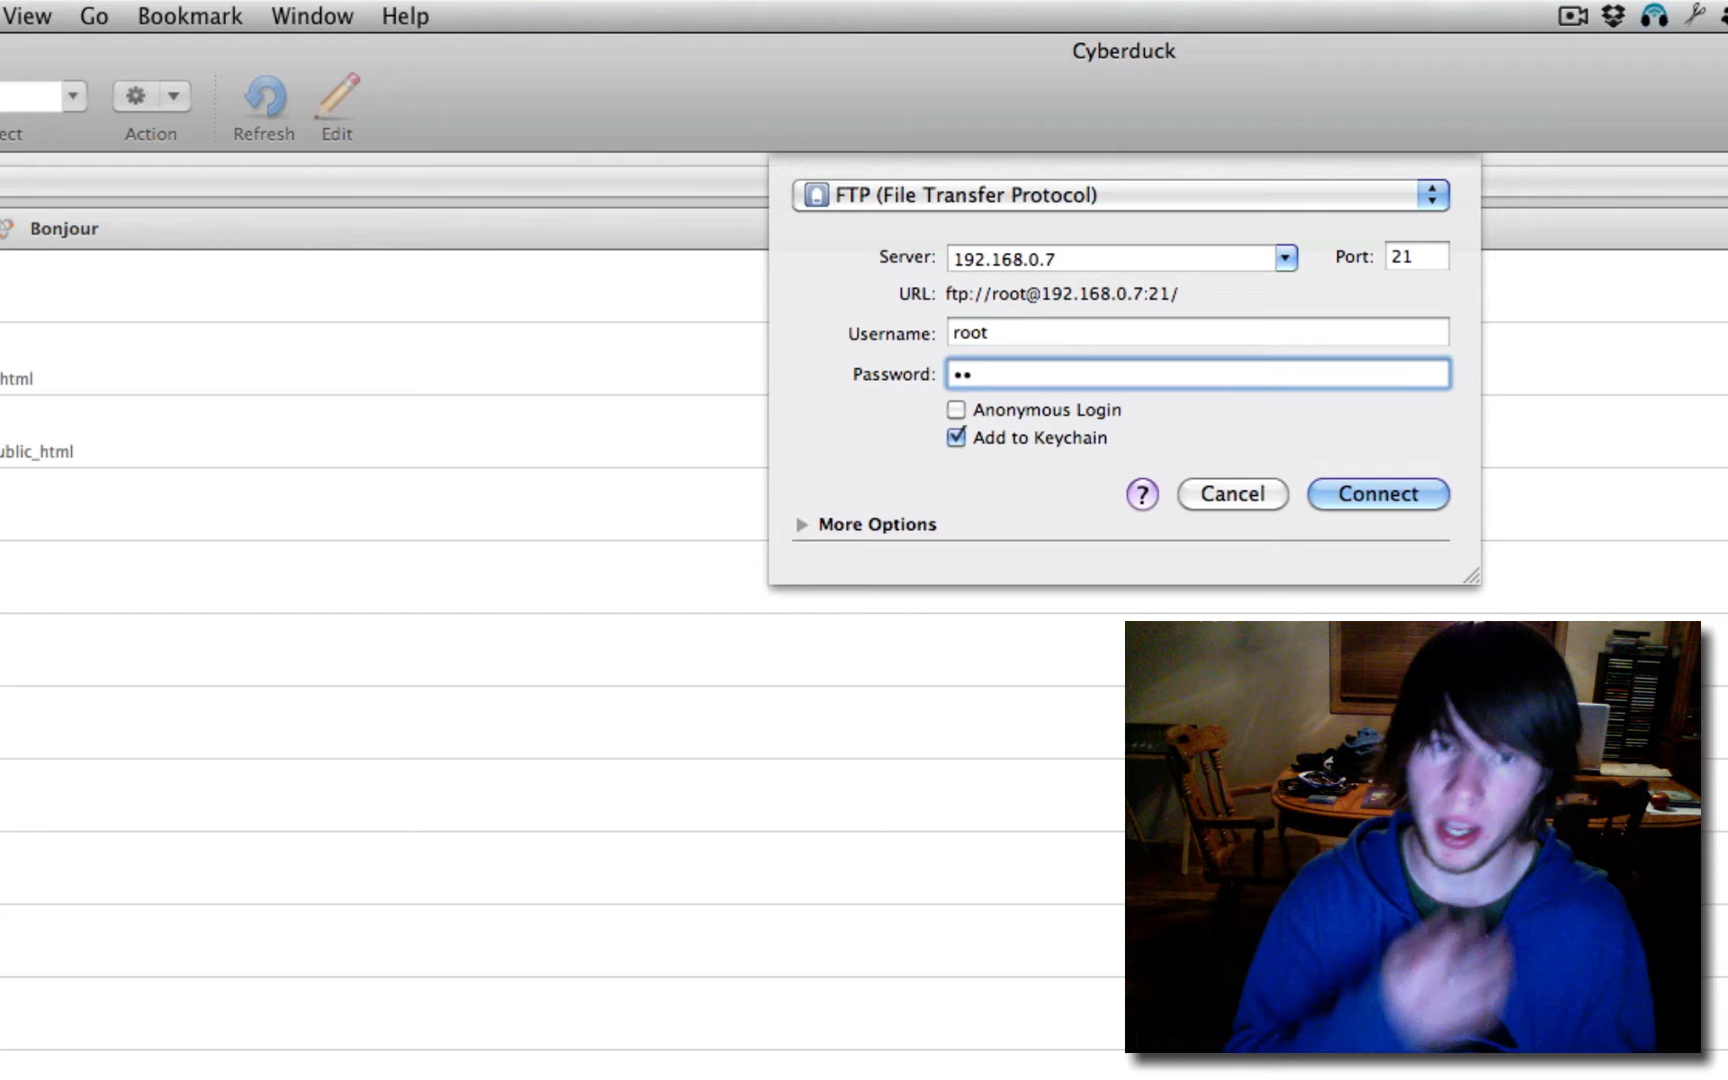 View Go Bookmark Window Help
Cyberduck
ect Action Refresh Edit
Bonjour
FTP (File Transfer Protocol)
Server: 192.168.0.7 Port: 21
URL: ftp://root@192.168.0.7:21/
Username: root
html
Password: ••
Anonymous Login
Add to Keychain
ublic_html
? Cancel Connect
More Options